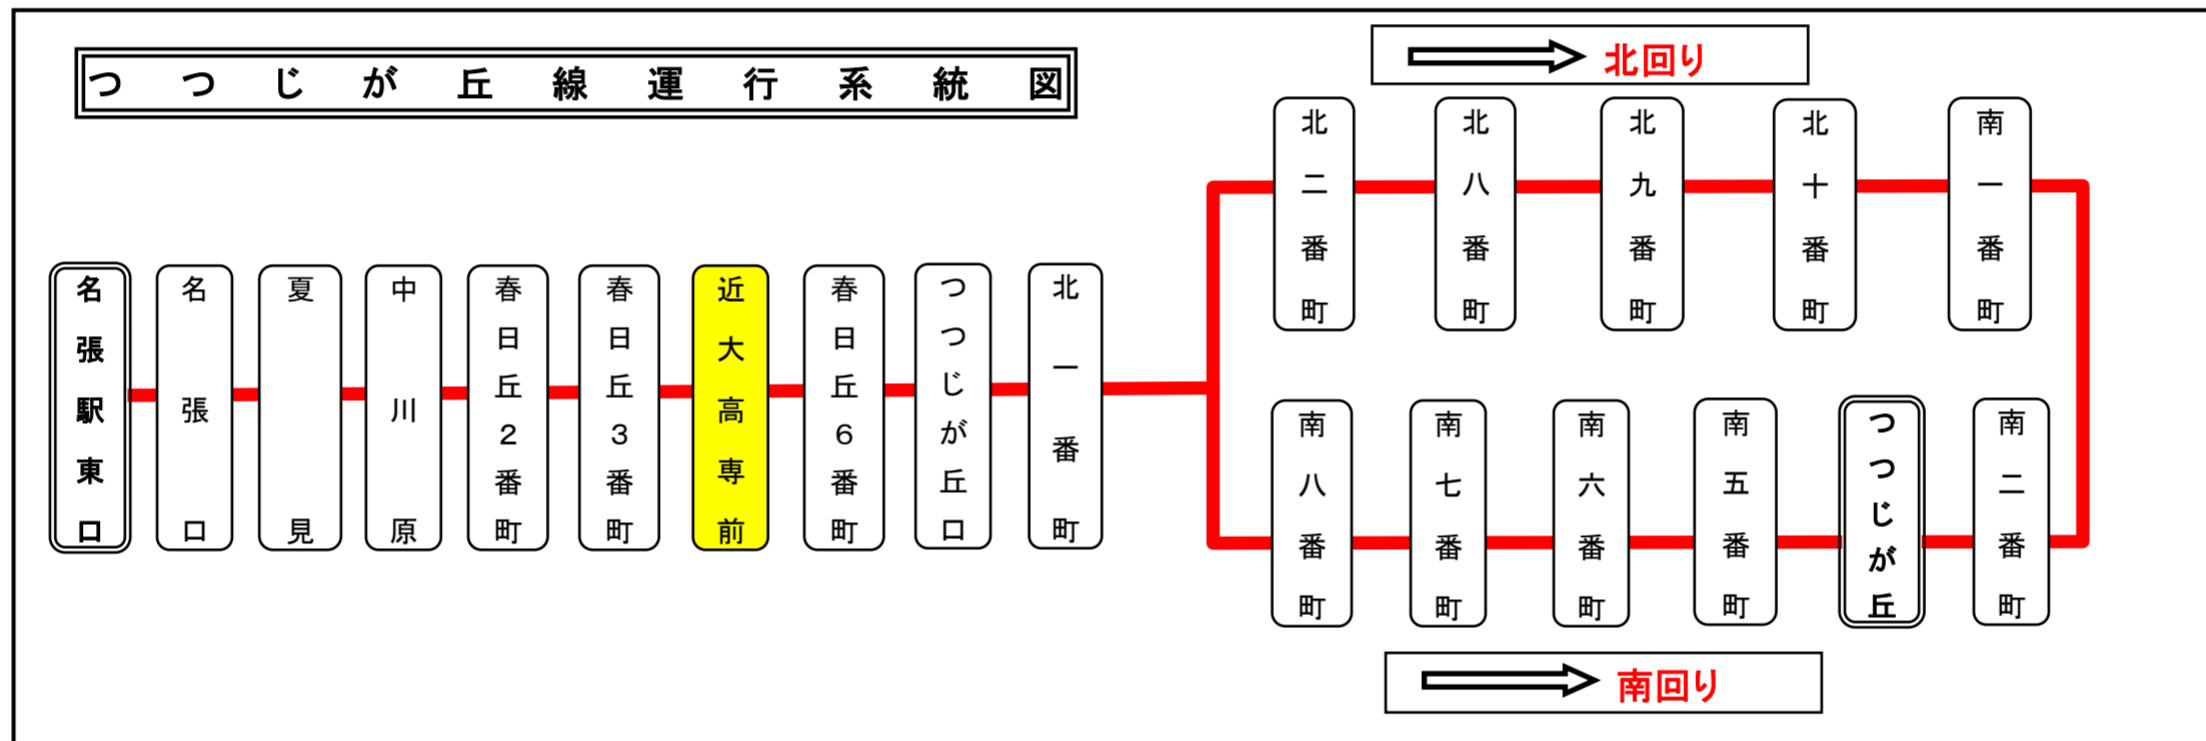 つつじが丘線運行系統図
北回り
北二番町
北八番町
北九番町
北十番町
南一番町
名張駅東口
名張口
夏見
中川原
春日丘2番町
春日丘3番町
近大高専前
春日丘6番町
つつじが丘口
北一番町
南八番町
南七番町
南六番町
南五番町
つつじが丘
南二番町
南回り